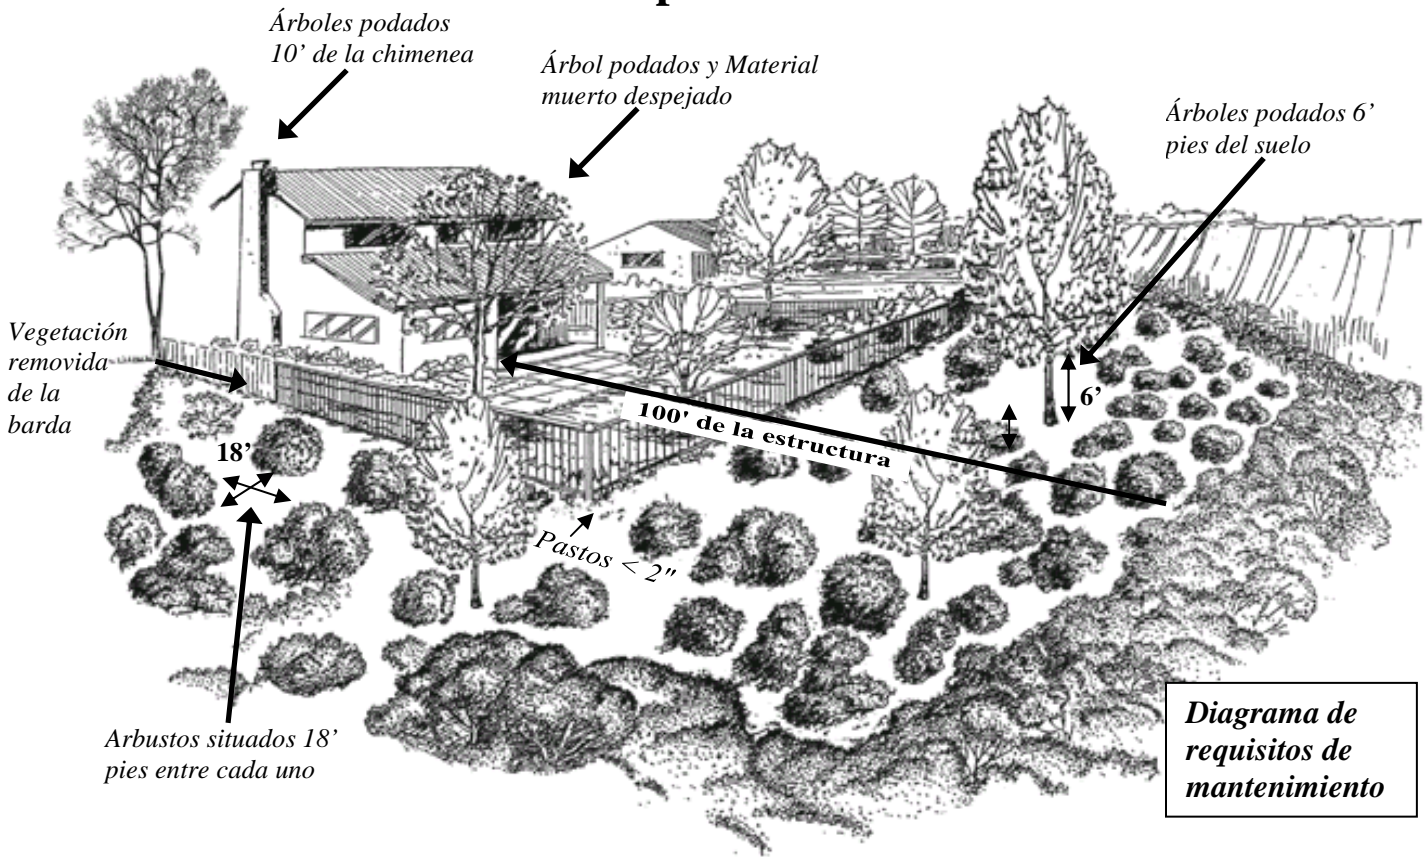 Árboles podados
10’ de la chimenea
Árbol podados y Material
muerto despejado
Árboles podados 6’
pies del suelo
Vegetación
removida
de la
barda
6’
100' de la estructura
18’
Pastos < 2"
Arbustos situados 18’
pies entre cada uno
Diagrama de
requisitos de
mantenimiento